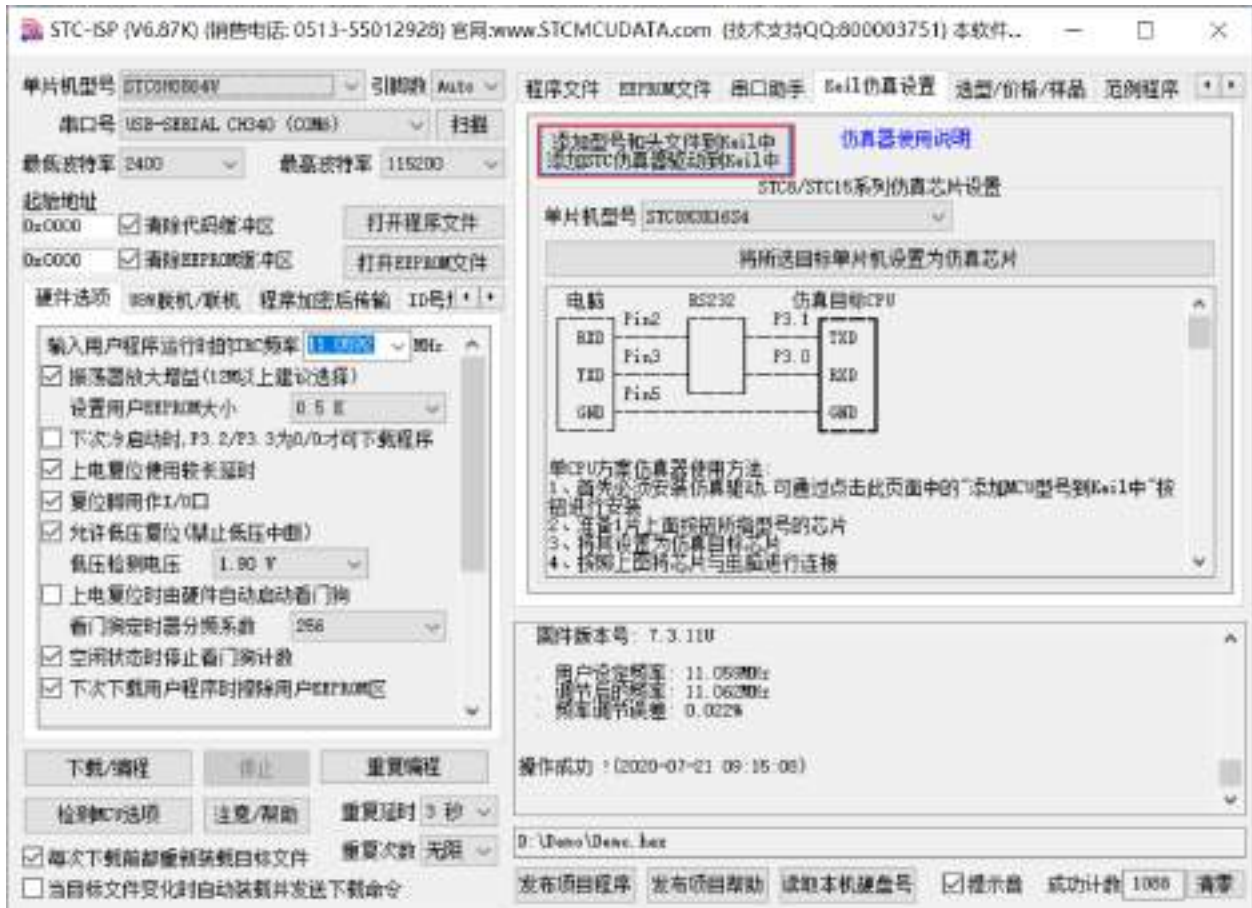 STC-ISP (V6.87K) (销售电话: 0513-55012928) 官网:www.STCMCUDATA.com (技术支持QQ:800003751) 本软件..
单片机型号 引脚数 Auto
串口号 USB-SERIAL CH340 (COM6) 扫描
最低波特率 2400 最高波特率 115200
起始地址
0x0000 清除代码缓冲区 打开程序文件
0x0000 清除EEPROM缓冲区 打开EEPROM文件
硬件选项 U8W脱机/联机 程序加密后传输 ID号
输入用户程序运行时的IRC频率 11.0592 MHz
振荡器放大增益(12M以上建议选择)
设置用户EEPROM大小 0.5 K
下次冷启动时,P3.2/P3.3为0/0才可下载程序
上电复位使用较长延时
复位脚用作I/O口
允许低压复位(禁止低压中断)
低压检测电压 1.90 V
上电复位时由硬件自动启动看门狗
看门狗定时器分频系数 256
空闲状态时停止看门狗计数
下次下载用户程序时擦除用户EEPROM区
下载/编程 停止 重复编程
检测MCU选项 注意/帮助 重复延时 3 秒
重复次数 无限
每次下载前都重新装载目标文件
当目标文件变化时自动装载并发送下载命令
程序文件 EEPROM文件 串口助手 Keil仿真设置 选型/价格/样品 范例程序
添加型号和头文件到Keil中
添加STC仿真器驱动到Keil中
仿真器使用说明
STC8/STC15系列仿真芯片设置
单片机型号
将所选目标单片机设置为仿真芯片
电脑 RS232 仿真目标CPU
Pin2 P3.1
RXD TXD
Pin3 P3.0
TXD RXD
Pin5
GND GND
单CPU方案仿真器使用方法:
1、首先必须安装仿真驱动.可通过点击此页面中的"添加MCU型号到Keil中"按
钮进行安装
2、准备1片上面按钮所指型号的芯片
3、将其设置为仿真目标芯片
4、按照上面将芯片与电脑进行连接
固件版本号: 7.3.11U
. 用户设定频率: 11.059MHz
. 调节后的频率: 11.062MHz
. 频率调节误差: 0.022%
操作成功 !(2020-07-21 09:15:08)
D:\Demo\Demo.hex
发布项目程序 发布项目帮助 读取本机硬盘号 提示音 成功计数 1088 清零